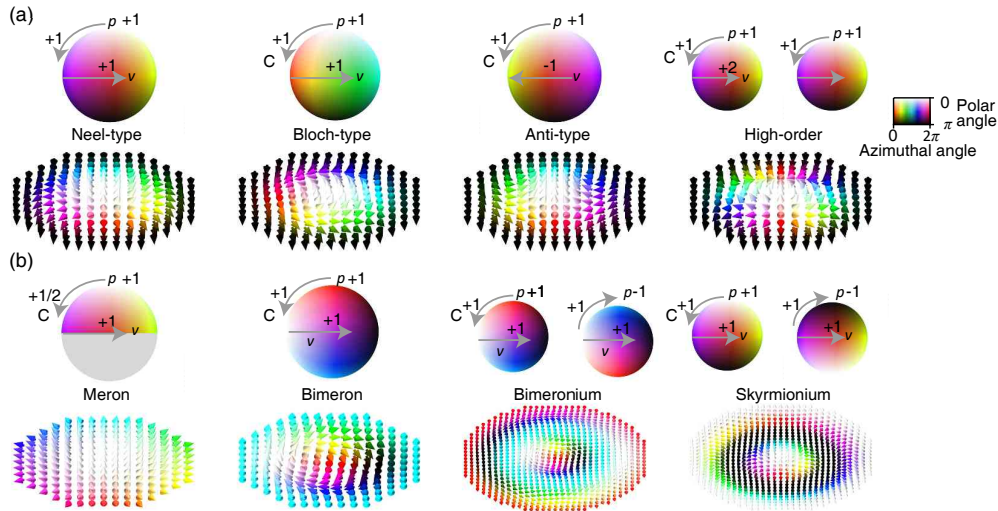 (a)
+1 p +1
C +1 v
Neel-type
+1 p +1
C +1 v
Bloch-type
+1 p +1
C -1 v
Anti-type
+1 p +1
C +2 v
+1 p +1
High-order
0 Polar
π angle
0 2π
Azimuthal angle
(b)
+1/2 p +1
C +1 v
Meron
+1 p +1
C +1
v
Bimeron
+1 p +1
C +1
v
+1 p -1
+1
v
Bimeronium
+1 p +1
C +1 v
+1 p -1
+1 v
Skyrmionium